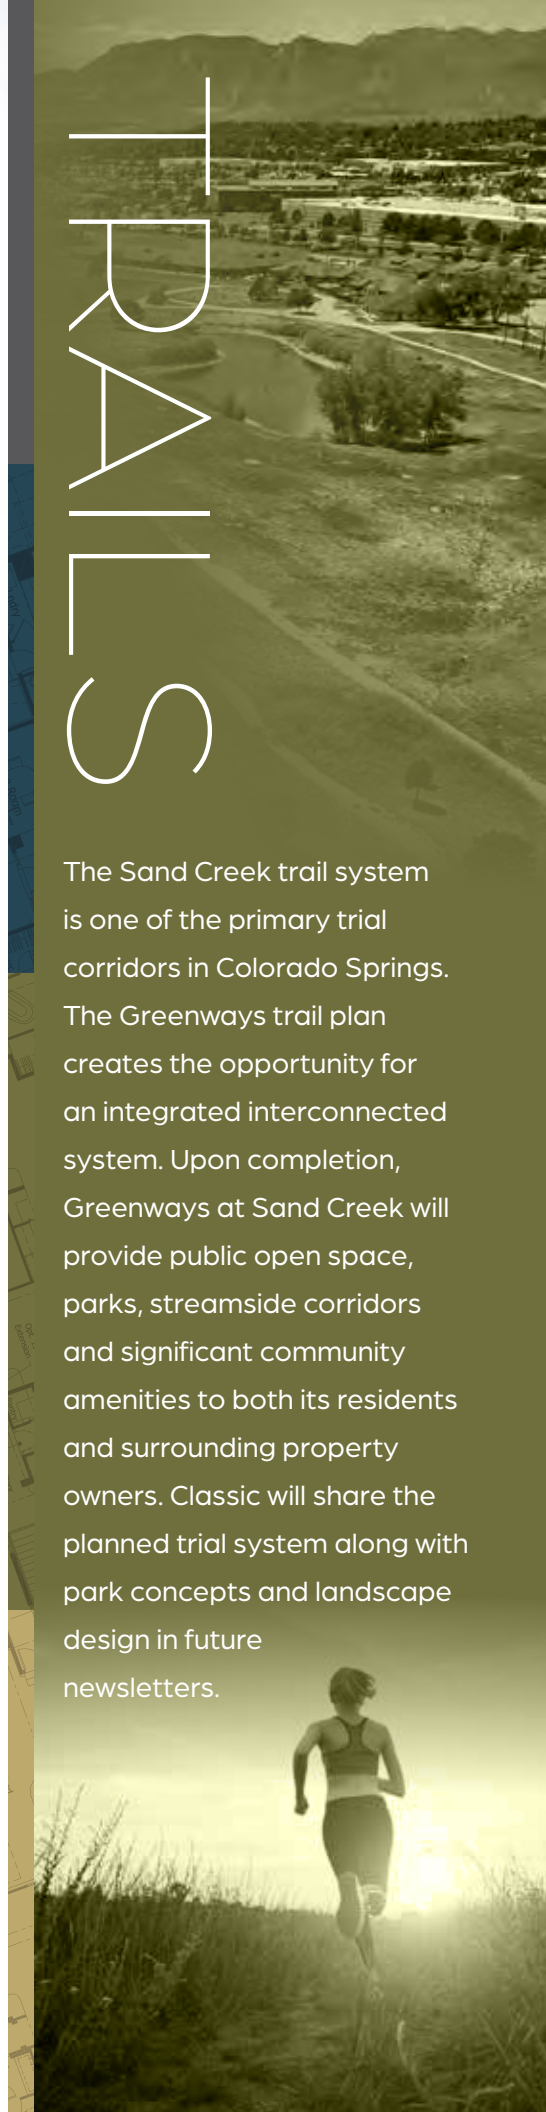 TRAILS
The Sand Creek trail system
is one of the primary trial
corridors in Colorado Springs.
The Greenways trail plan
creates the opportunity for
an integrated interconnected
system. Upon completion,
Greenways at Sand Creek will
provide public open space,
parks, streamside corridors
and significant community
amenities to both its residents
and surrounding property
owners. Classic will share the
planned trial system along with
park concepts and landscape
design in future
newsletters.